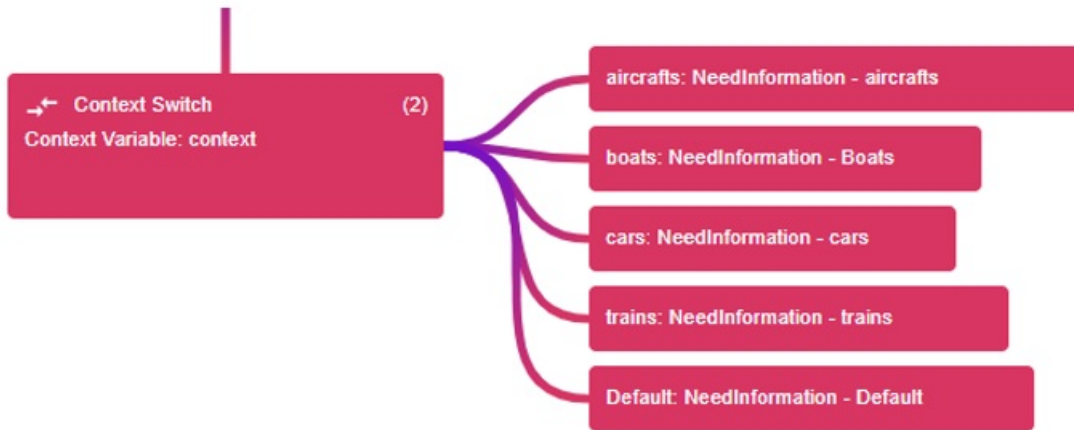 Context Switch (2)
Context Variable: context
aircrafts: NeedInformation - aircrafts
boats: NeedInformation - Boats
cars: NeedInformation - cars
trains: NeedInformation - trains
Default: NeedInformation - Default